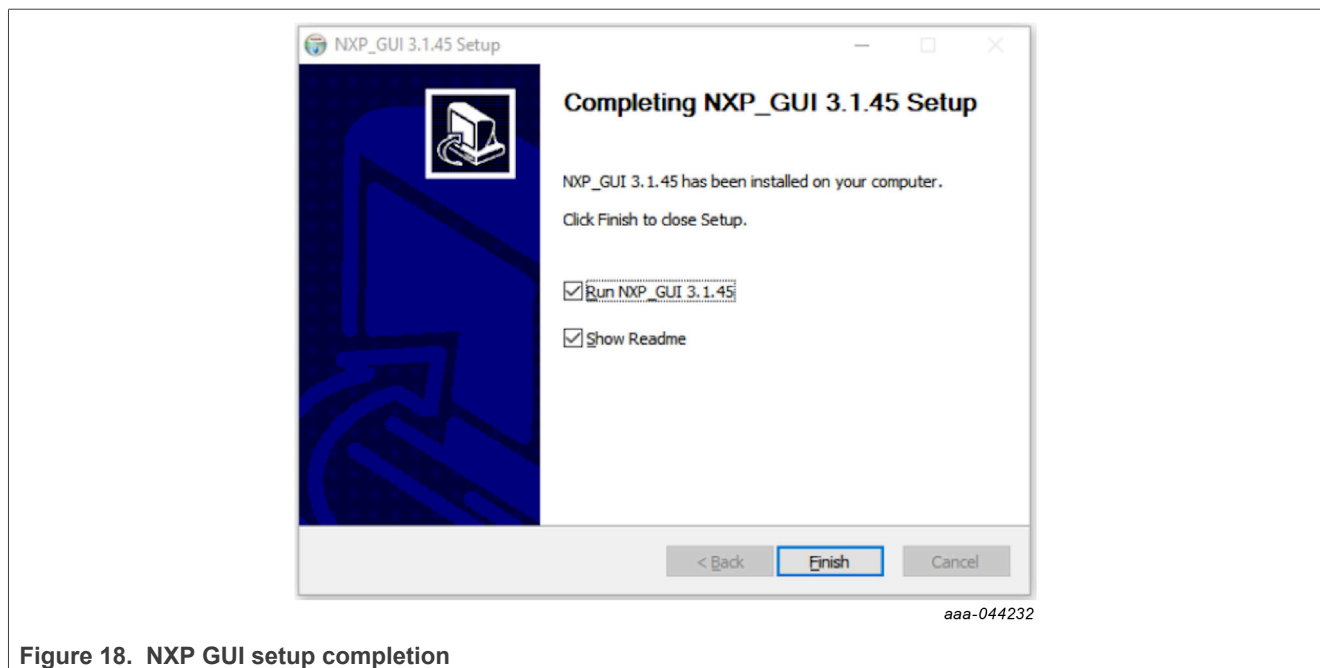 NXP_GUI 3.1.45 Setup
Completing NXP_GUI 3.1.45 Setup
NXP_GUI 3.1.45 has been installed on your computer.
Click Finish to close Setup.
Run NXP_GUI 3.1.45
Show Readme
< Back Finish Cancel
aaa-044232
Figure 18. NXP GUI setup completion